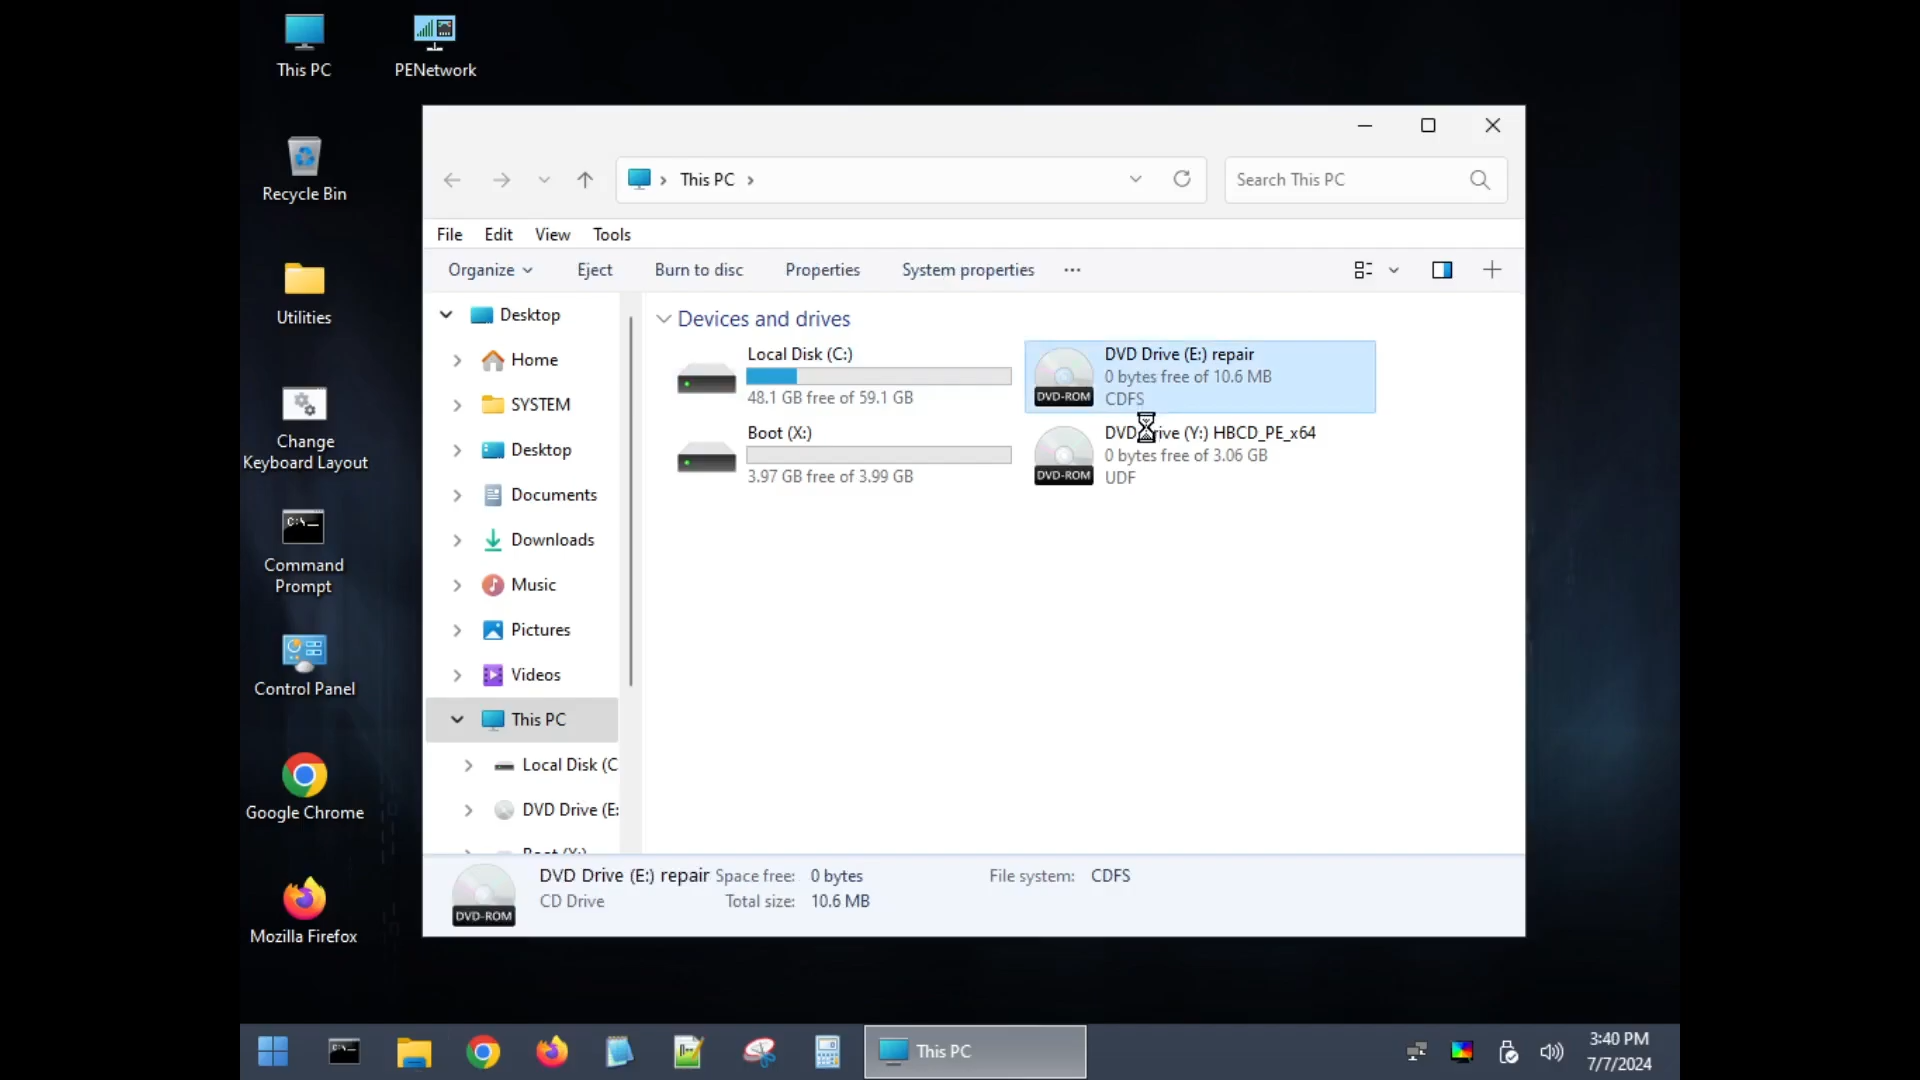 This PC
PENetwork
Recycle Bin
Utilities
Change
Keyboard Layout
C:\_
Command
Prompt
Control Panel
Google Chrome
Mozilla Firefox
This PC
Search This PC
File Edit View Tools
Organize Eject Burn to disc Properties System properties
Desktop
Home
SYSTEM
Desktop
Documents
Downloads
Music
Pictures
Videos
This PC
Local Disk (C
DVD Drive (E:
Boot (X:)
Devices and drives
Local Disk (C:)
48.1 GB free of 59.1 GB
DVD-ROM
DVD Drive (E:) repair
0 bytes free of 10.6 MB
CDFS
Boot (X:)
3.97 GB free of 3.99 GB
DVD-ROM
DVD Drive (Y:) HBCD_PE_x64
0 bytes free of 3.06 GB
UDF
DVD-ROM
DVD Drive (E:) repair Space free: 0 bytes File system: CDFS
CD Drive Total size: 10.6 MB
This PC
3:40 PM
7/7/2024